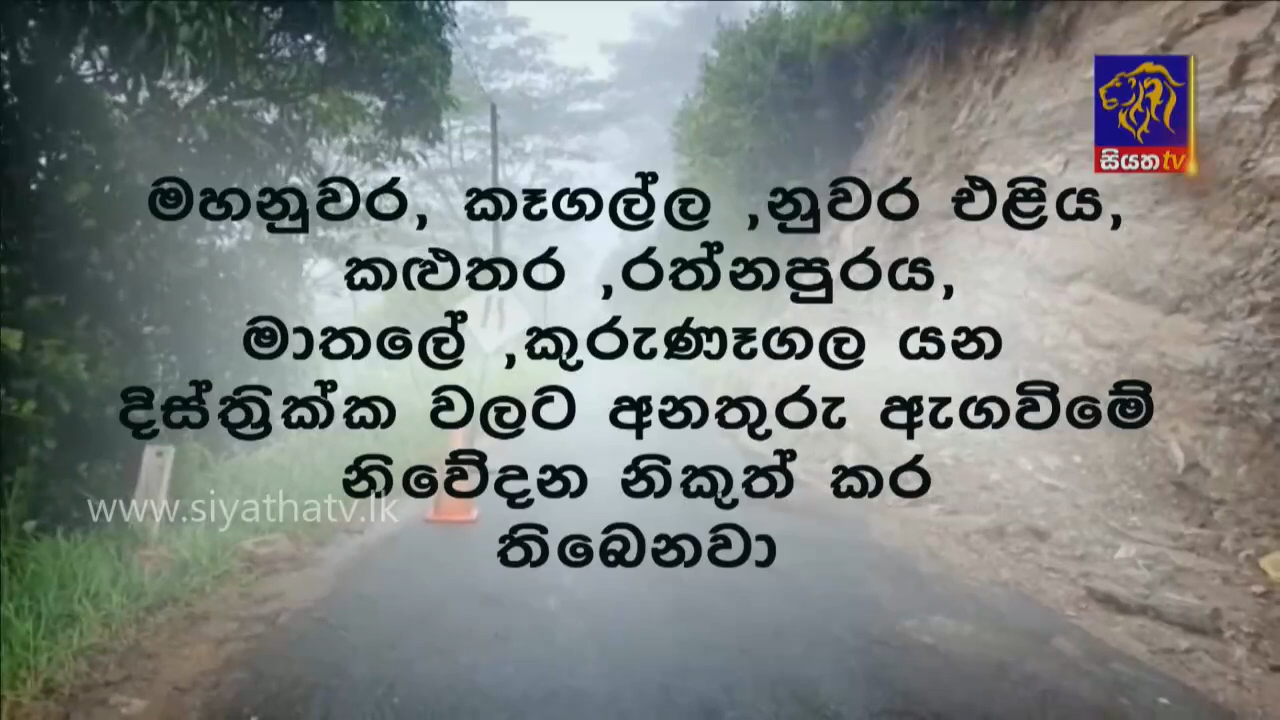 සියත tv
මහනුවර, කෑගල්ල ,නුවර එළිය,
කළුතර ,රත්නපුරය,
මාතලේ ,කුරුණෑගල යන
දිස්ත්‍රික්ක වලට අනතුරු ඇගවිමේ
නිවේදන නිකුත් කර
www.siyathatv.lk
තිබෙනවා